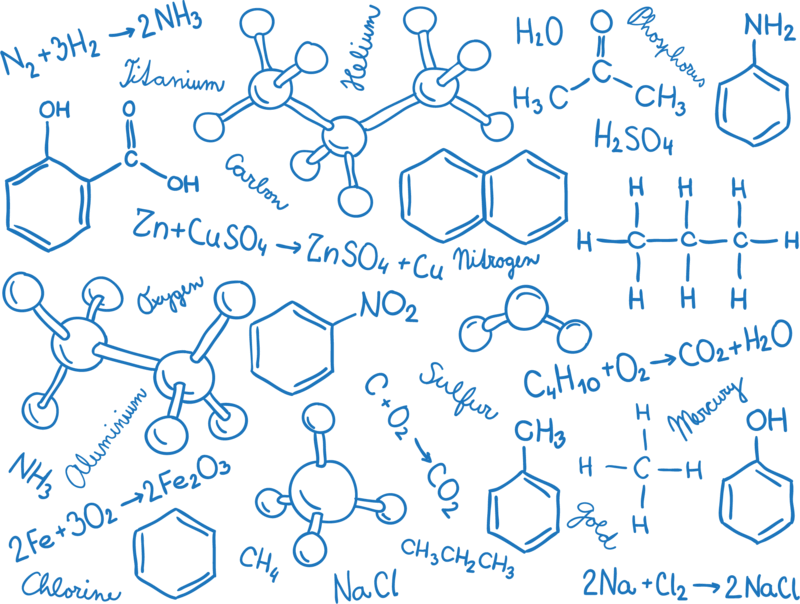 N₂+3H₂→2NH₃
Titanium
Helium
H₂O
O
H₃C CH₃
Phosphorus
NH₂
H₂SO₄
OH
O
OH
Carbon
Zn+CuSO₄→ZnSO₄+Cu
Nitrogen
H H H
H-C-C-C-H
H H H
Oxygen
NO₂
Sulfur
C₄H₁₀+O₂→CO₂+H₂O
Aluminium
C+O₂→CO₂
CH₃
H
H-C-H
H
Mercury
OH
NH₃
2Fe+3O₂→2Fe₂O₃
Gold
Chlorine
CH₄
NaCl
CH₃CH₂CH₃
2Na+Cl₂→2NaCl